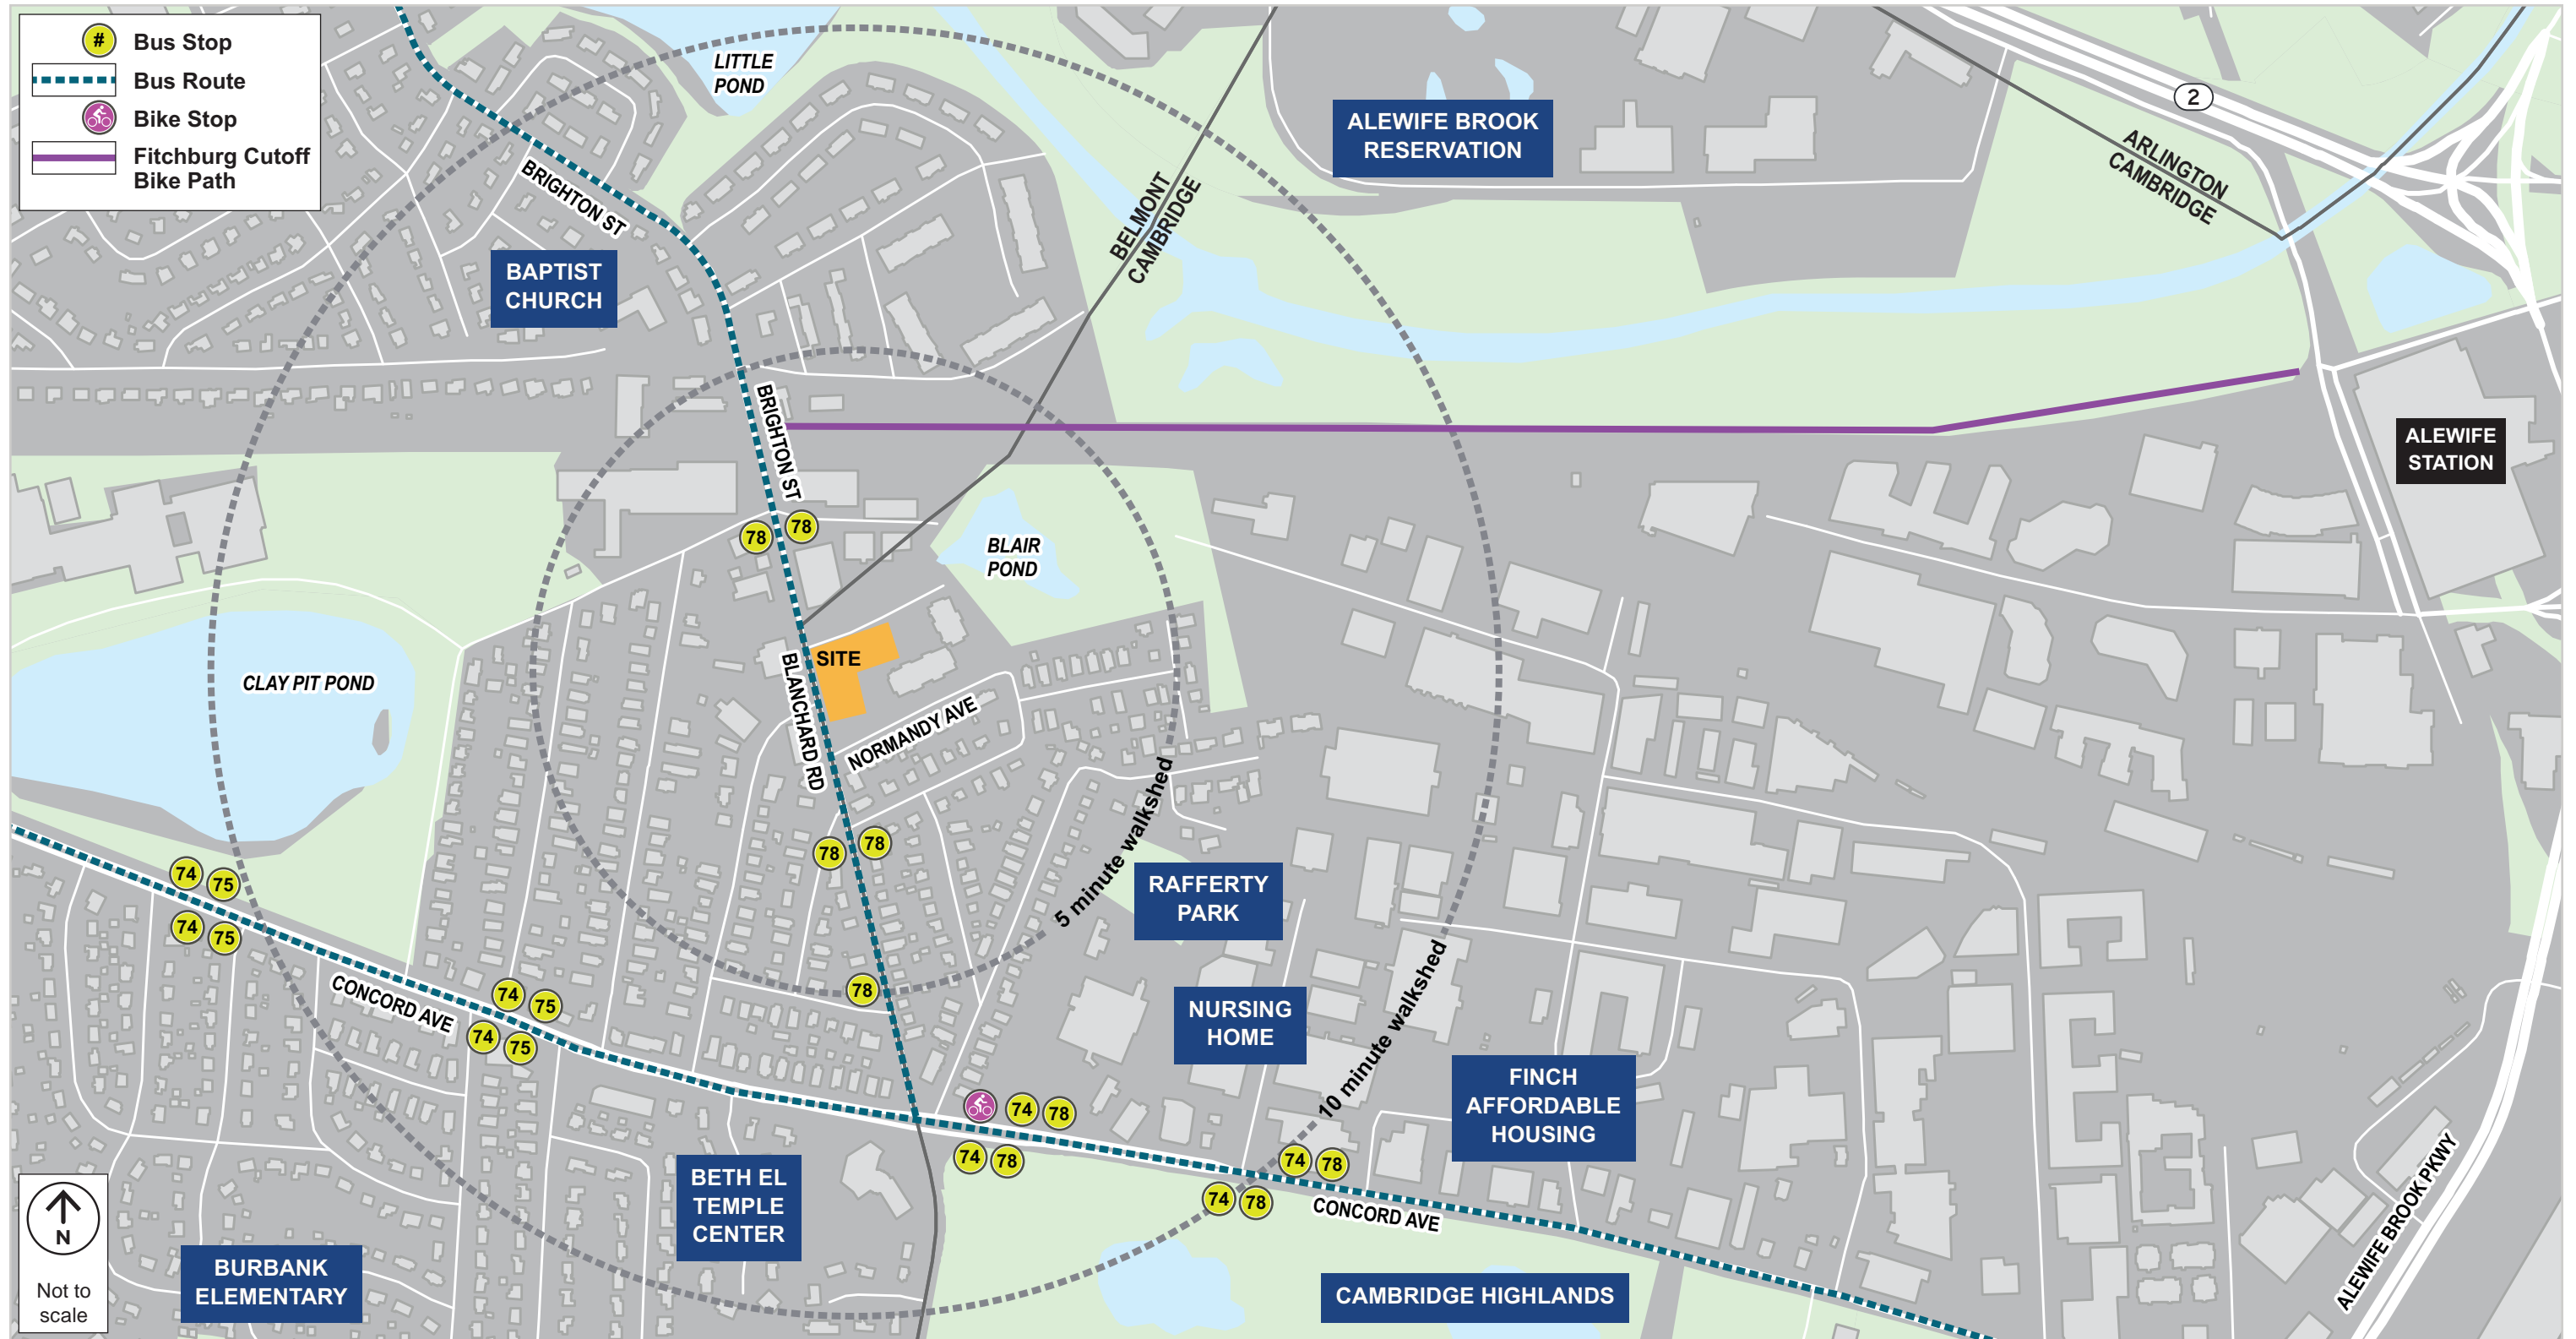 #
Bus Stop
Bus Route
Bike Stop
Fitchburg Cutoff
Bike Path
LITTLE
POND
2
ALEWIFE BROOK
RESERVATION
ARLINGTON
CAMBRIDGE
BRIGHTON ST
BELMONT
CAMBRIDGE
BAPTIST
CHURCH
BRIGHTON ST
ALEWIFE
STATION
78
78
BLAIR
POND
SITE
CLAY PIT POND
BLANCHARD RD
NORMANDY AVE
5 minute walkshed
78
78
74
75
74
75
RAFFERTY
PARK
CONCORD AVE
74
75
74
75
78
NURSING
HOME
10 minute walkshed
FINCH
AFFORDABLE
HOUSING
74
78
74
78
74
78
74
78
CONCORD AVE
BETH EL
TEMPLE
CENTER
N
Not to
scale
BURBANK
ELEMENTARY
CAMBRIDGE HIGHLANDS
ALEWIFE BROOK PKWY